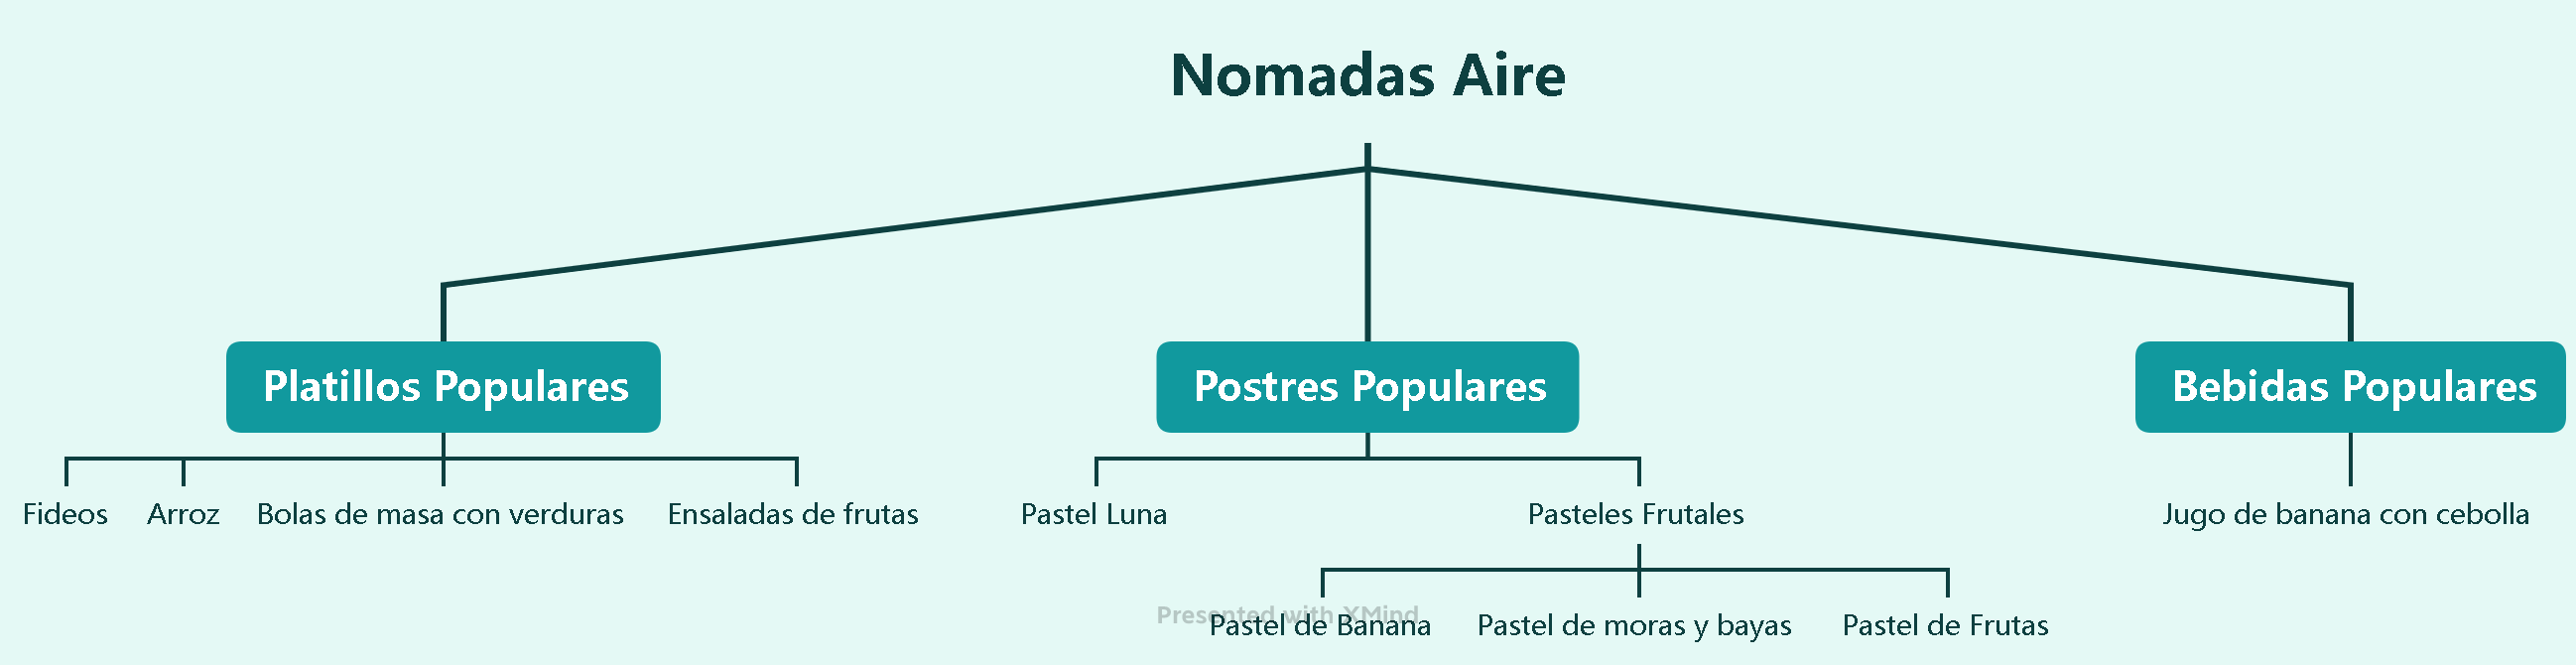 Nomadas Aire
Platillos Populares
Postres Populares
Bebidas Populares
Fideos
Arroz
Bolas de masa con verduras
Ensaladas de frutas
Pastel Luna
Pasteles Frutales
Jugo de banana con cebolla
Presented with XMind
Pastel de Banana
Pastel de moras y bayas
Pastel de Frutas